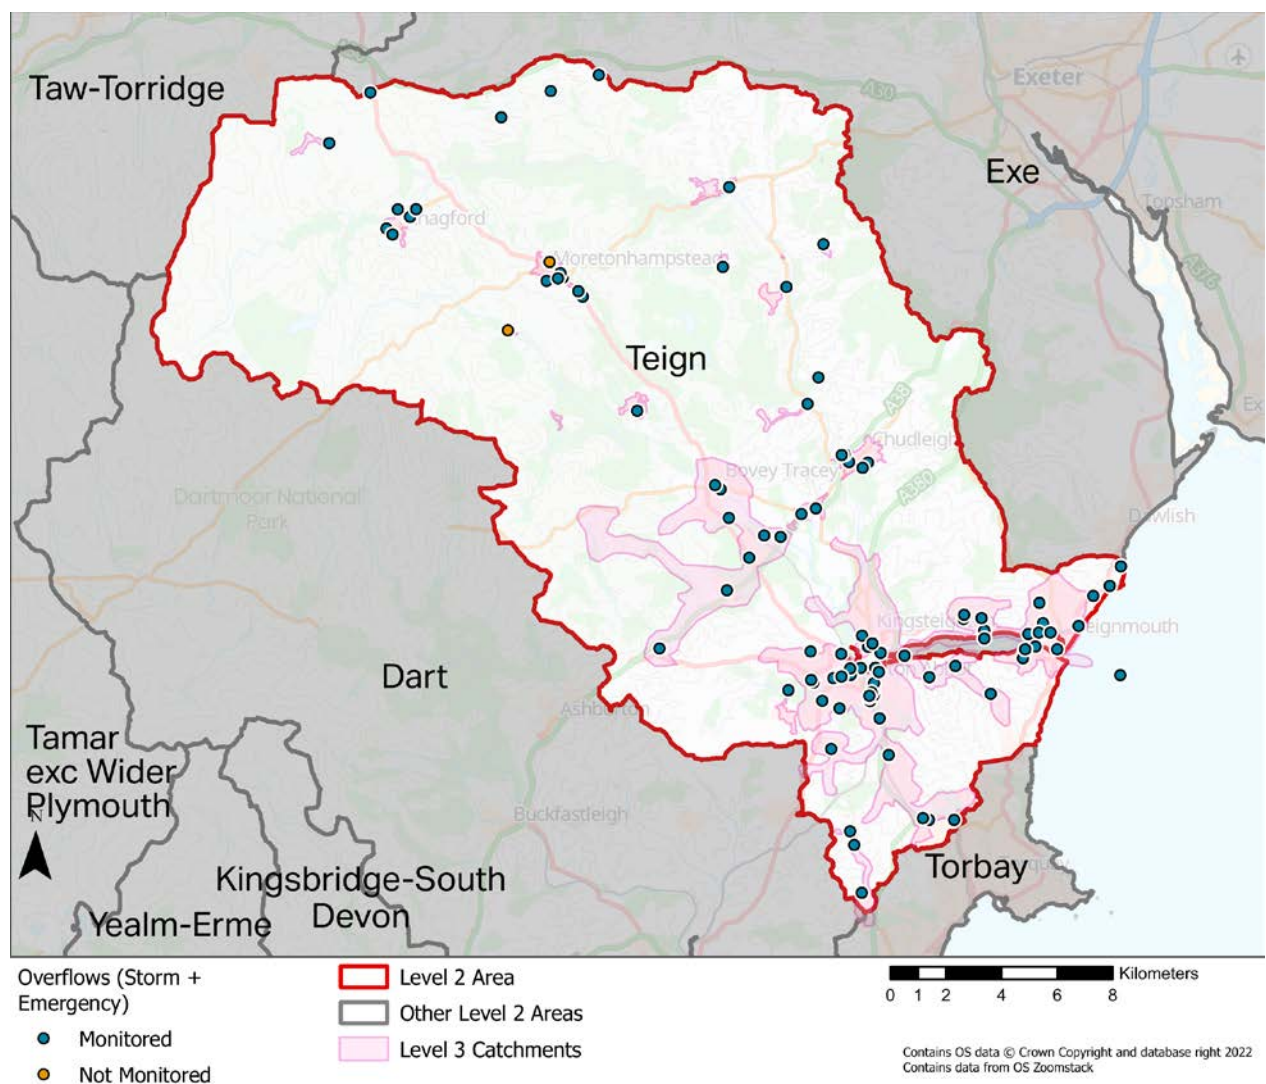 Taw-Torridge
Exeter
A30
Exe
Topsham
A376
Chagford
Moretonhampstead
Teign
A38
Chudleigh
Bovey Tracey
A380
Dartmoor National
Park
Dawlish
Kingsteign
Teignmouth
Dart
Ashburton
Tamar
exc Wider
Plymouth
N
Buckfastleigh
Torbay
Kingsbridge-South
Devon
Yealm-Erme
Overflows (Storm +
Emergency)
Monitored
Not Monitored
Level 2 Area
Other Level 2 Areas
Level 3 Catchments
Kilometers
0 1 2 4 6 8
Contains OS data © Crown Copyright and database right 2022
Contains data from OS Zoomstack